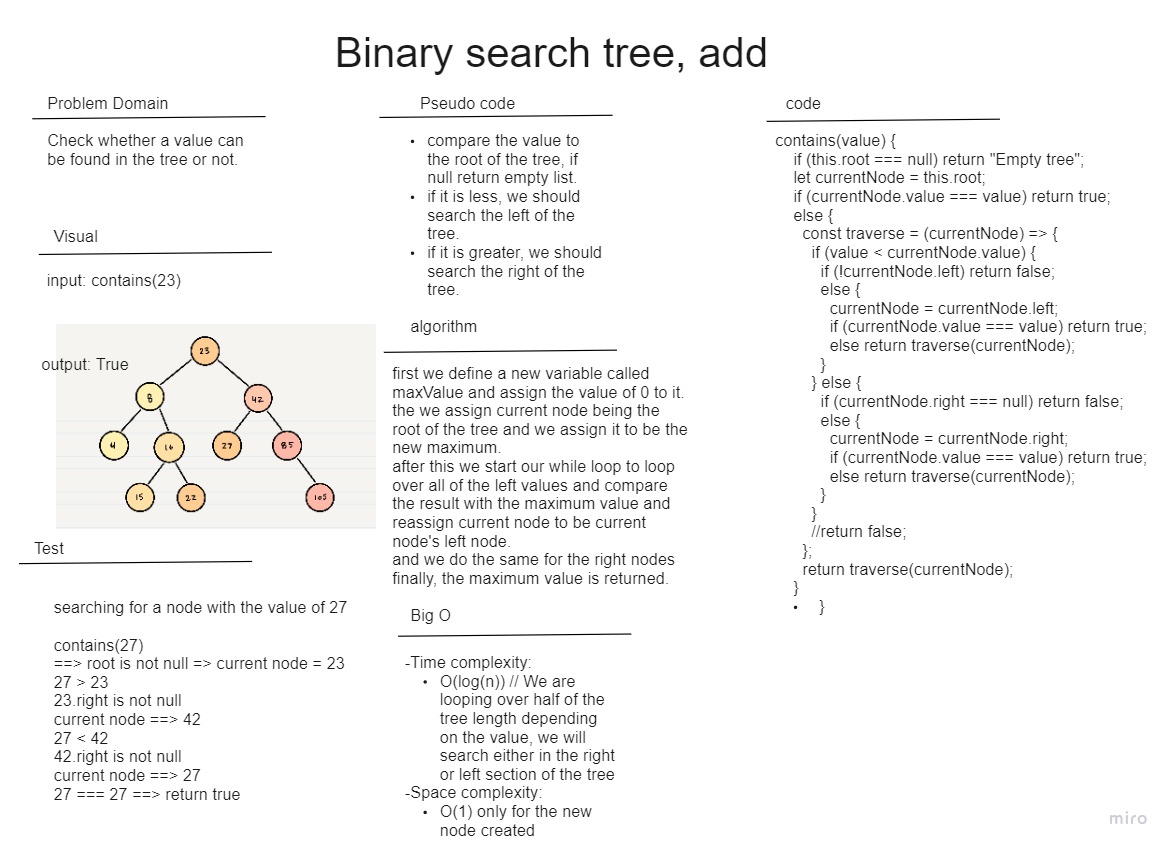 Binary search tree, add
Problem Domain
Check whether a value can
be found in the tree or not.
Visual
input: contains(23)
output: True
23
8
42
4
16
27
85
15
22
105
Test
searching for a node with the value of 27
contains(27)
==> root is not null => current node = 23
27 > 23
23.right is not null
current node ==> 42
27 < 42
42.right is not null
current node ==> 27
27 === 27 ==> return true
Pseudo code
• compare the value to
the root of the tree, if
null return empty list.
• if it is less, we should
search the left of the
tree.
• if it is greater, we should
search the right of the
tree.
algorithm
first we define a new variable called
maxValue and assign the value of 0 to it.
the we assign current node being the
root of the tree and we assign it to be the
new maximum.
after this we start our while loop to loop
over all of the left values and compare
the result with the maximum value and
reassign current node to be current
node's left node.
and we do the same for the right nodes
finally, the maximum value is returned.
Big O
-Time complexity:
• O(log(n)) // We are
looping over half of the
tree length depending
on the value, we will
search either in the right
or left section of the tree
-Space complexity:
• O(1) only for the new
node created
code
contains(value) {
if (this.root === null) return "Empty tree";
let currentNode = this.root;
if (currentNode.value === value) return true;
else {
const traverse = (currentNode) => {
if (value < currentNode.value) {
if (!currentNode.left) return false;
else {
currentNode = currentNode.left;
if (currentNode.value === value) return true;
else return traverse(currentNode);
}
} else {
if (currentNode.right === null) return false;
else {
currentNode = currentNode.right;
if (currentNode.value === value) return true;
else return traverse(currentNode);
}
}
//return false;
};
return traverse(currentNode);
}
• }
miro